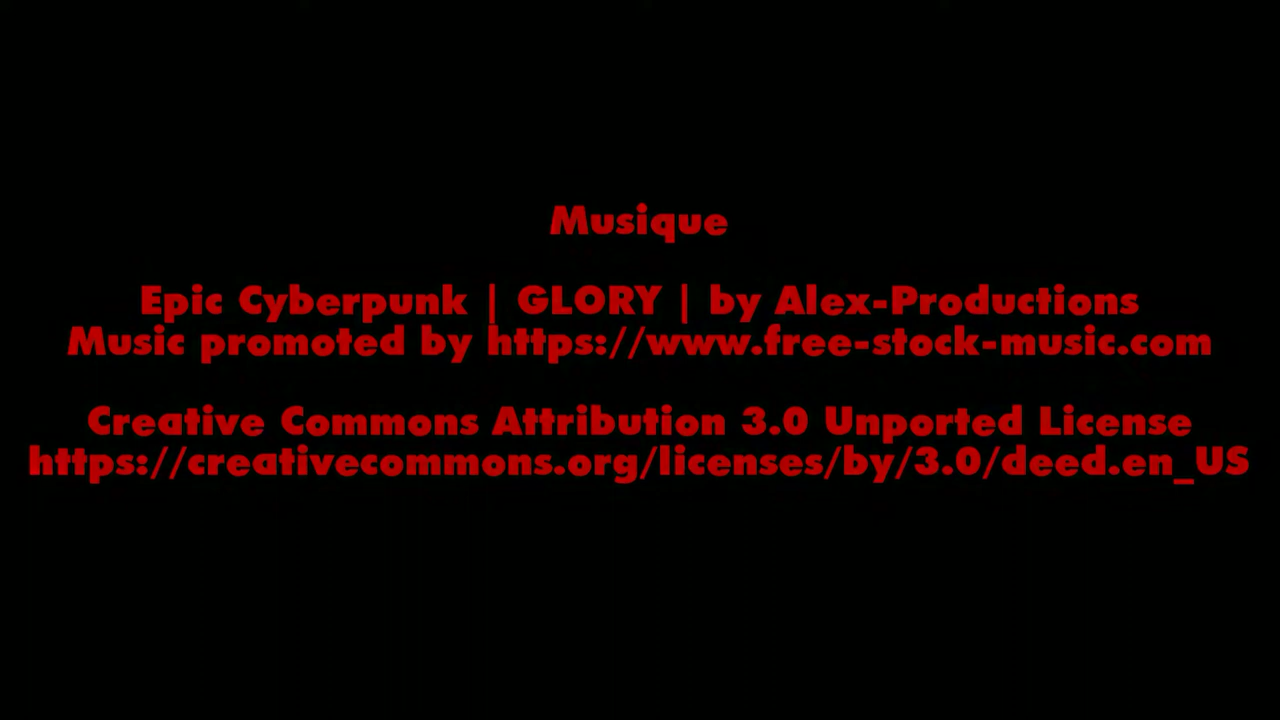 Musique
Epic Cyberpunk | GLORY | by Alex-Productions
Music promoted by https://www.free-stock-music.com
Creative Commons Attribution 3.0 Unported License
https://creativecommons.org/licenses/by/3.0/deed.en_US